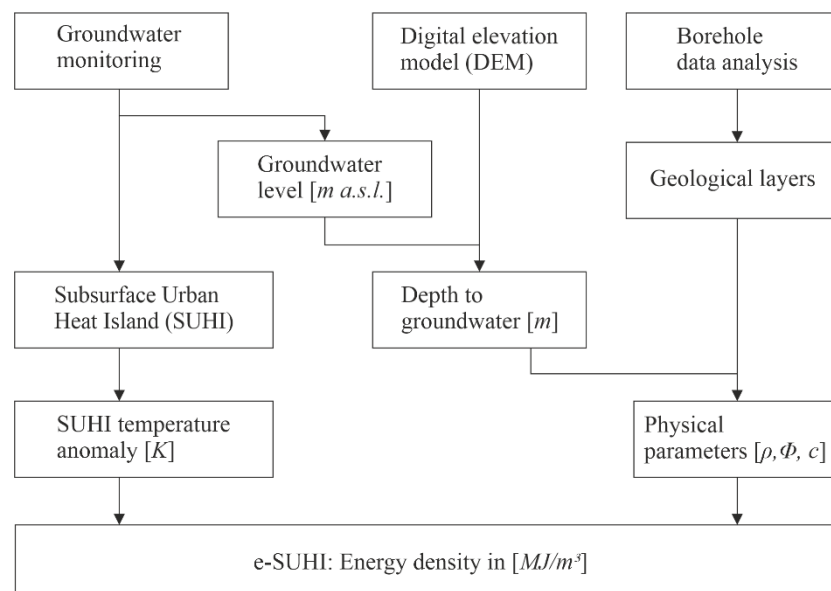 Groundwater
monitoring
Digital elevation
model (DEM)
Borehole
data analysis
Groundwater
level [m a.s.l.]
Geological layers
Subsurface Urban
Heat Island (SUHI)
Depth to
groundwater [m]
SUHI temperature
anomaly [K]
Physical
parameters [ρ, Φ, c]
e-SUHI: Energy density in [MJ/m³]